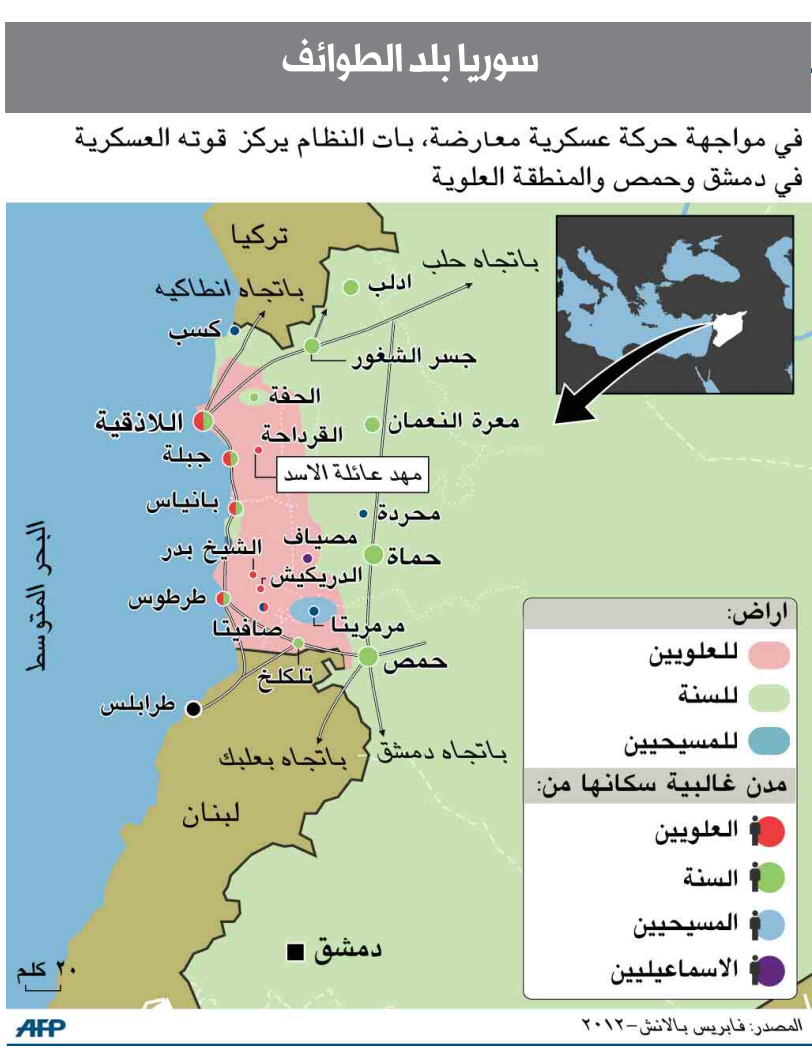 سوريا بلد الطوائف
في مواجهة حركة عسكرية معارضة، بات النظام يركز قوته العسكرية
في دمشق وحمص والمنطقة العلوية
تركيا
باتجاه حلب
ادلب
باتجاه انطاكيه
كسب
جسر الشغور
الحفة
معرة النعمان
اللاذقية
القرداحة
جبلة
مهد عائلة الاسد
بانياس
محردة
مصياف
حماة
الشيخ بدر
الدريكيش
طرطوس
مرمريتا
صافيتا
حمص
تلكلخ
طرابلس
البحر المتوسط
باتجاه دمشق
باتجاه بعلبك
لبنان
دمشق
٢٠ كلم
اراض:
للعلويين
للسنة
للمسيحيين
مدن غالبية سكانها من:
العلويين
السنة
المسيحيين
الاسماعيليين
المصدر: فابريس بالانش–٢٠١٢
AFP